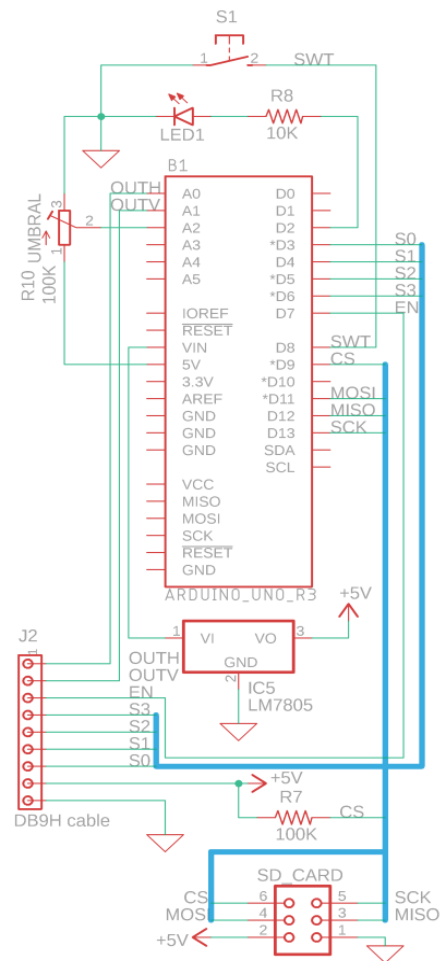 S1
1 2 SWT
R8
LED1 10K
B1
OUTH A0 D0
OUTV A1 D1
3 2 A2 D2
R10 UMBRAL 100K 1
A3 *D3 S0
A4 D4 S1
A5 *D5 S2
*D6 S3
IOREF D7 EN
RESET
VIN D8 SWT
5V *D9 CS
3.3V *D10
AREF *D11 MOSI
GND D12 MISO
GND D13 SCK
GND SDA
SCL
VCC
MISO
MOSI
SCK
RESET
GND
ARDUINO_UNO_R3
+5V
1 VI VO 3
GND
2
IC5
LM7805
J2
1
OUTH
OUTV
EN
S3
S2
S1
S0
+5V
R7 CS
100K
DB9H cable
SD_CARD
CS 6 5 SCK
MOSI 4 3 MISO
+5V 2 1